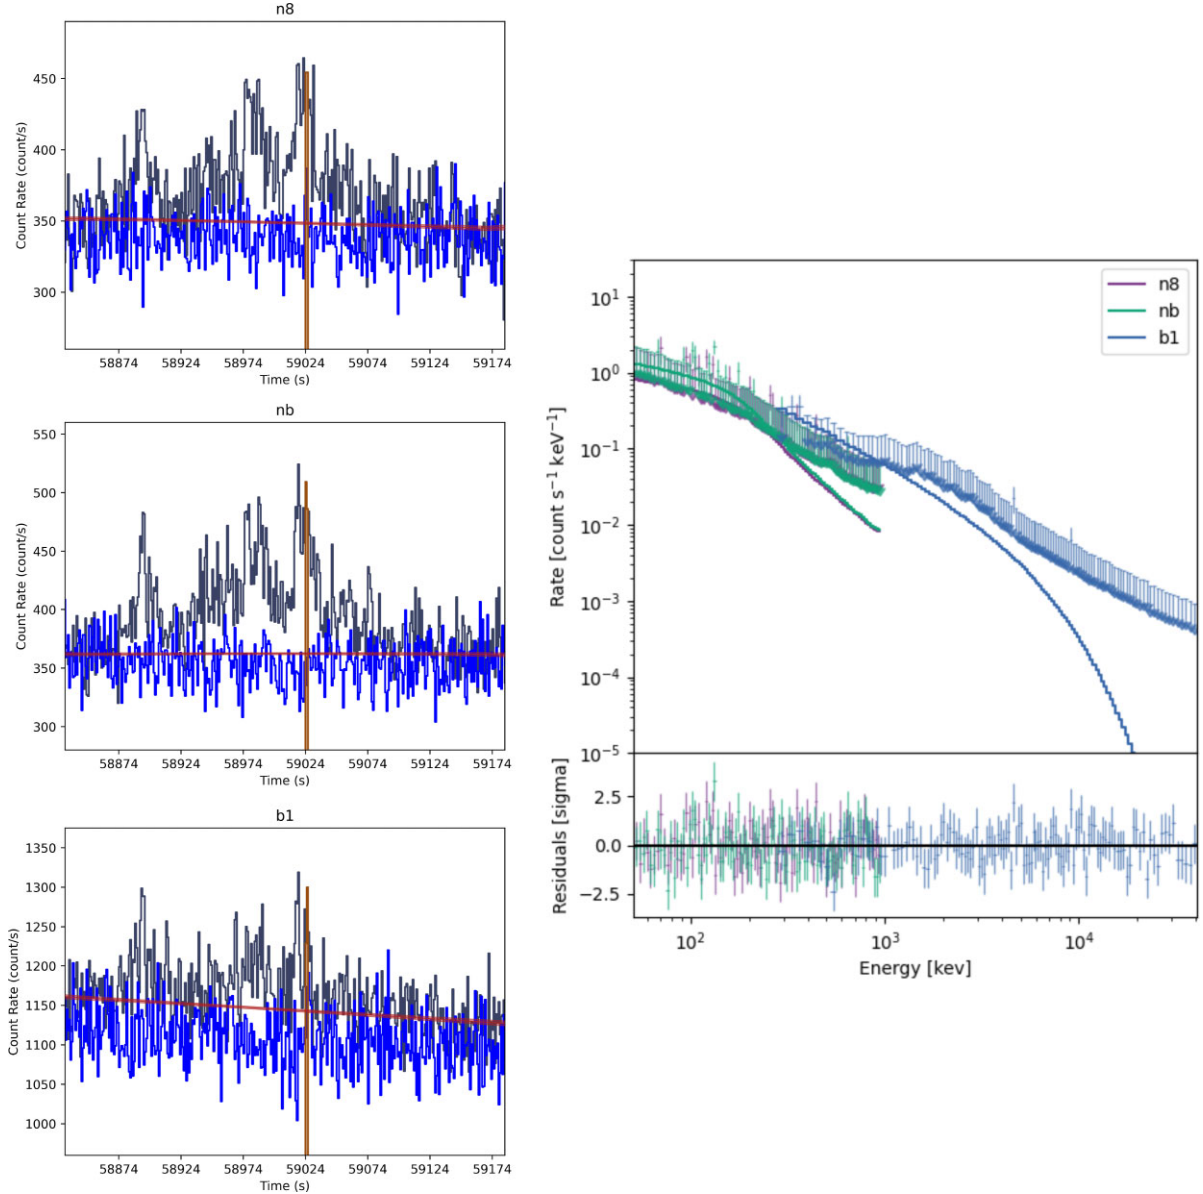 n8
450
400
350
300
Count Rate (count/s)
58874 58924 58974 59024 59074 59124 59174
Time (s)
nb
550
500
450
400
350
300
Count Rate (count/s)
58874 58924 58974 59024 59074 59124 59174
Time (s)
b1
1350
1300
1250
1200
1150
1100
1050
1000
Count Rate (count/s)
58874 58924 58974 59024 59074 59124 59174
Time (s)
n8
nb
b1
10¹
10⁰
10⁻¹
10⁻²
10⁻³
10⁻⁴
10⁻⁵
Rate [count s⁻¹ keV⁻¹]
2.5
0.0
−2.5
Residuals [sigma]
10² 10³ 10⁴
Energy [kev]